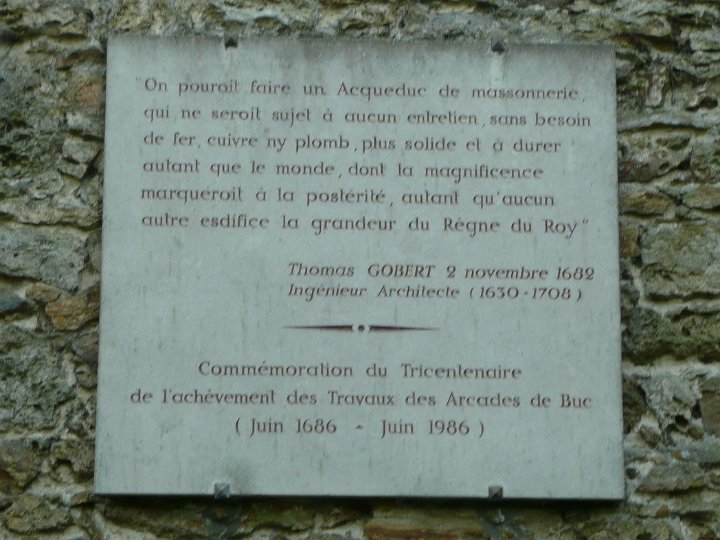 "On pouroit faire un Acqueduc de massonnerie,
qui ne seroit sujet à aucun entretien, sans besoin
de fer, cuivre ny plomb, plus solide et à durer
autant que le monde, dont la magnificence
marqueroit à la postérité, autant qu'aucun
autre esdifice la grandeur du Règne du Roy"
Thomas GOBERT 2 novembre 1682
Ingénieur Architecte (1630-1708)
Commémoration du Tricentenaire
de l'achèvement des Travaux des Arcades de Buc
(Juin 1686 - Juin 1986)